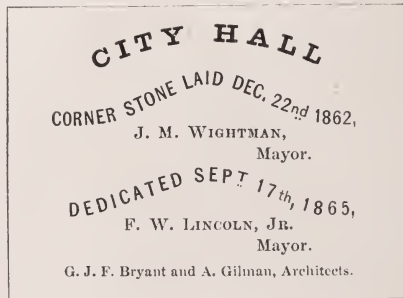 CITY HALL
CORNER STONE LAID DEC. 22nd 1862,
J. M. WIGHTMAN,
Mayor.
DEDICATED SEPT 17th, 1865,
F. W. LINCOLN, JR.
Mayor.
G. J. F. Bryant and A. Gilman, Architects.